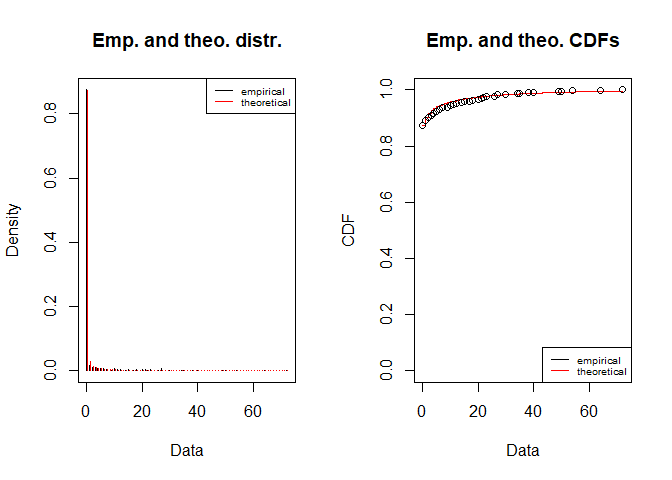 Emp. and theo. distr.
Density
0.0
0.2
0.4
0.6
0.8
empirical
theoretical
0
20
40
60
Data
Emp. and theo. CDFs
CDF
0.0
0.2
0.4
0.6
0.8
1.0
empirical
theoretical
0
20
40
60
Data